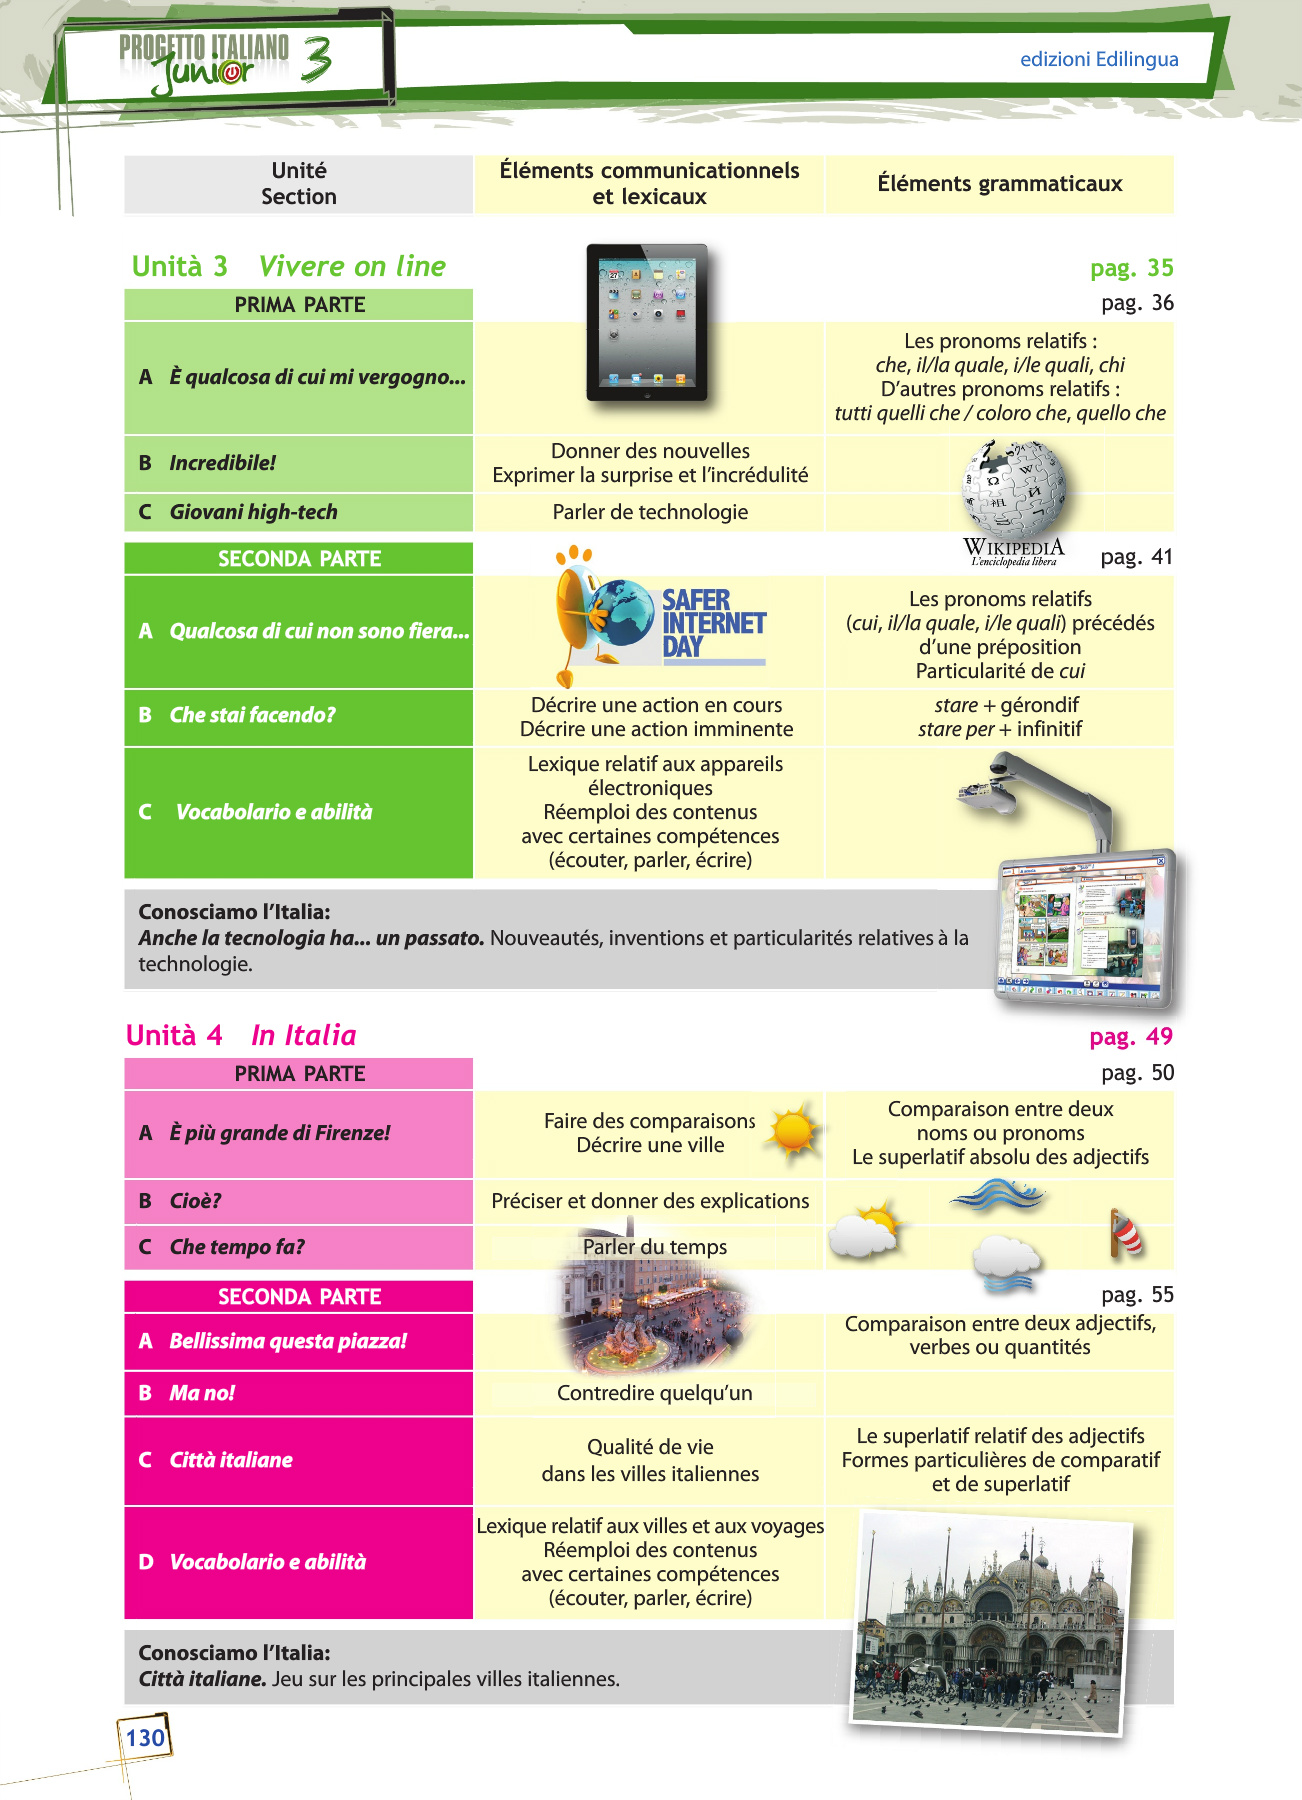 PROGETTO ITALIANO
Junior 3
edizioni Edilingua
Unité
Section
Éléments communicationnels
et lexicaux
Éléments grammaticaux
Unità 3 Vivere on line
pag. 35
PRIMA PARTE
pag. 36
A È qualcosa di cui mi vergogno...
Les pronoms relatifs :
che, il/la quale, i/le quali, chi
D'autres pronoms relatifs :
tutti quelli che / coloro che, quello che
B Incredibile!
Donner des nouvelles
Exprimer la surprise et l'incrédulité
C Giovani high-tech
Parler de technologie
WIKIPEDIA
L'enciclopedia libera
SECONDA PARTE
pag. 41
A Qualcosa di cui non sono fiera...
SAFER
INTERNET
DAY
Les pronoms relatifs
(cui, il/la quale, i/le quali) précédés
d'une préposition
Particularité de cui
B Che stai facendo?
Décrire une action en cours
Décrire une action imminente
stare + gérondif
stare per + infinitif
C Vocabolario e abilità
Lexique relatif aux appareils
électroniques
Réemploi des contenus
avec certaines compétences
(écouter, parler, écrire)
Conosciamo l'Italia:
Anche la tecnologia ha... un passato. Nouveautés, inventions et particularités relatives à la
technologie.
Unità 4 In Italia
pag. 49
PRIMA PARTE
pag. 50
A È più grande di Firenze!
Faire des comparaisons
Décrire une ville
Comparaison entre deux
noms ou pronoms
Le superlatif absolu des adjectifs
B Cioè?
Préciser et donner des explications
C Che tempo fa?
Parler du temps
SECONDA PARTE
pag. 55
A Bellissima questa piazza!
Comparaison entre deux adjectifs,
verbes ou quantités
B Ma no!
Contredire quelqu'un
C Città italiane
Qualité de vie
dans les villes italiennes
Le superlatif relatif des adjectifs
Formes particulières de comparatif
et de superlatif
D Vocabolario e abilità
Lexique relatif aux villes et aux voyages
Réemploi des contenus
avec certaines compétences
(écouter, parler, écrire)
Conosciamo l'Italia:
Città italiane. Jeu sur les principales villes italiennes.
130